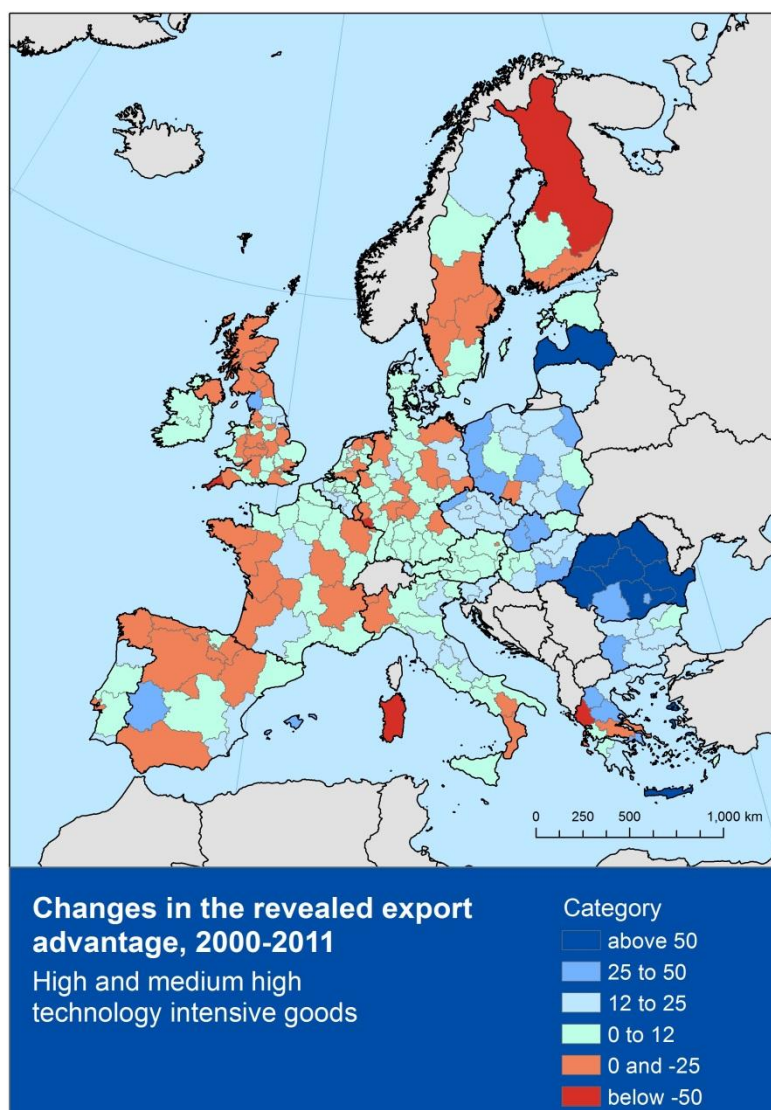 0 250 500 1,000 km
Changes in the revealed export
advantage, 2000-2011
High and medium high
technology intensive goods
Category
above 50
25 to 50
12 to 25
0 to 12
0 and -25
below -50